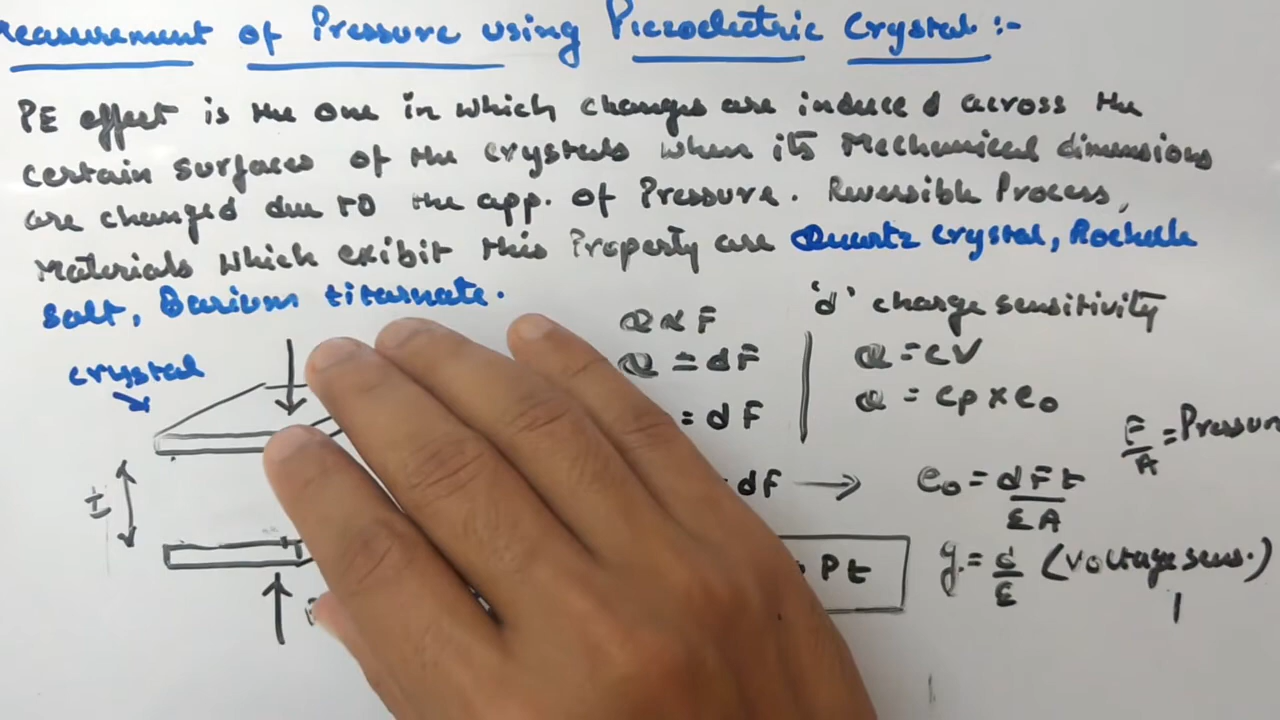 Measurement of Pressure using Piezoelectric Crystal :-
PE effect is the one in which changes are induced across the
certain surfaces of the crystals when its Mechanical dimensions
are changed due to the app. of Pressure. Reversible Process,
Materials which exibit this Property are Quartz Crystal, Rochelle
Salt, Barium titarnate.
'd' charge sensitivity
Q ∝ F
Q = dF
Q = CV
crystal
= dF
Q = Cp × e₀
F/A = Pressure
t
dF → e₀ = dFt/εA
Pt
g = d/ε (Voltage sens.)